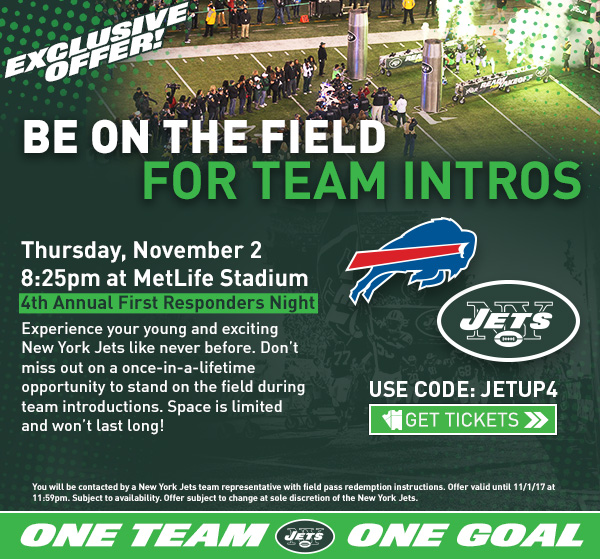 EXCLUSIVE
OFFER!
BE ON THE FIELD
FOR TEAM INTROS
Thursday, November 2
8:25pm at MetLife Stadium
4th Annual First Responders Night
Experience your young and exciting
New York Jets like never before. Don't
miss out on a once-in-a-lifetime
opportunity to stand on the field during
team introductions. Space is limited
and won't last long!
NY
JETS
USE CODE: JETUP4
GET TICKETS
You will be contacted by a New York Jets team representative with field pass redemption instructions. Offer valid until 11/1/17 at
11:59pm. Subject to availability. Offer subject to change at sole discretion of the New York Jets.
ONE TEAM JETS ONE GOAL